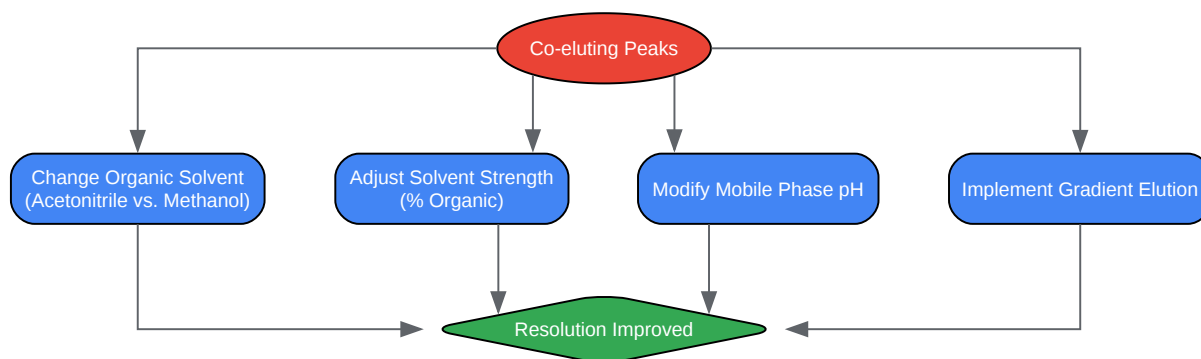 Co-eluting Peaks
Change Organic Solvent
(Acetonitrile vs. Methanol)
Adjust Solvent Strength
(% Organic)
Modify Mobile Phase pH
Implement Gradient Elution
Resolution Improved